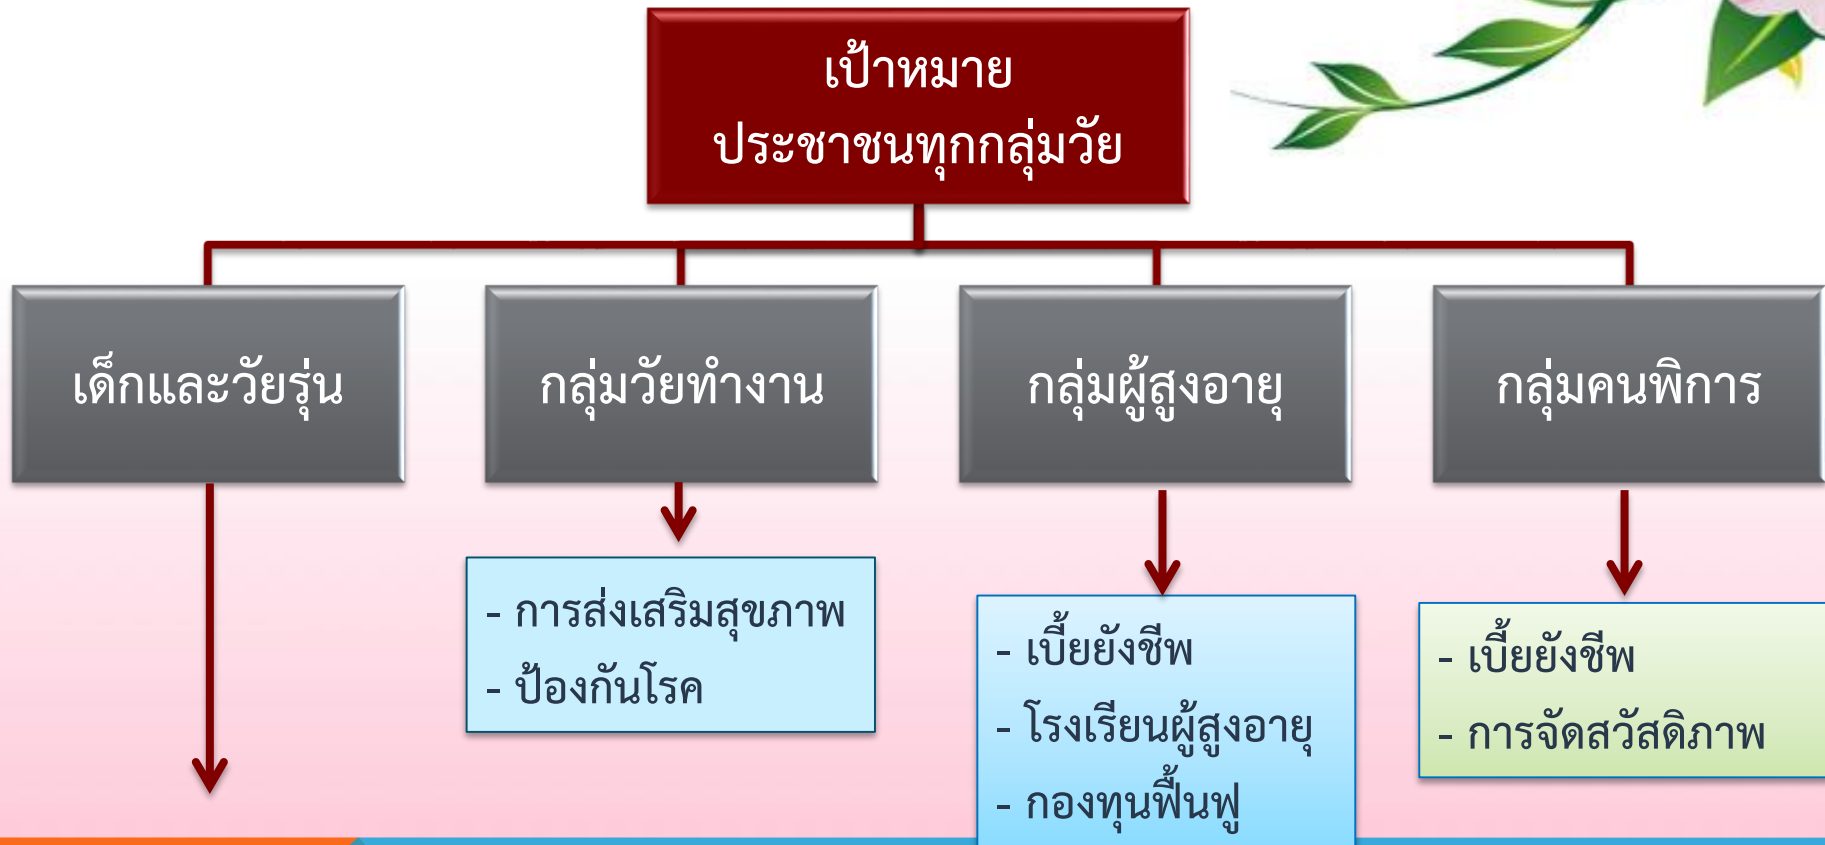 เป้าหมาย
ประชาชนทุกกลุ่มวัย
เด็กและวัยรุ่น
กลุ่มวัยทำงาน
กลุ่มผู้สูงอายุ
กลุ่มคนพิการ
- การส่งเสริมสุขภาพ
- ป้องกันโรค
- เบี้ยยังชีพ
- โรงเรียนผู้สูงอายุ
- กองทุนฟื้นฟู
- เบี้ยยังชีพ
- การจัดสวัสดิภาพ